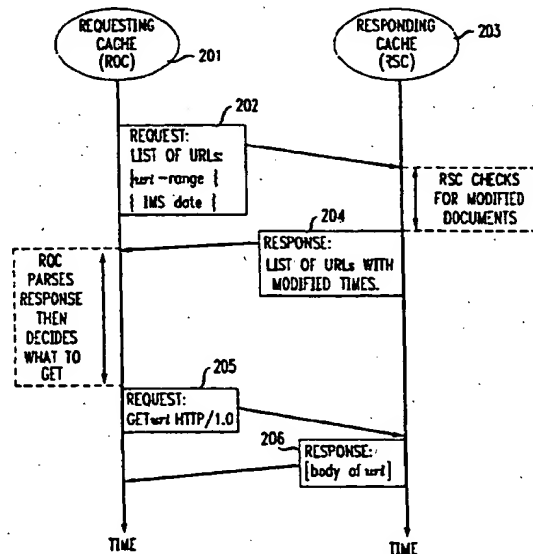 REQUESTING
CACHE
(ROC)
201
RESPONDING
CACHE
(RSC)
203
202
REQUEST:
LIST OF URLs:
[url-range {
{ IMS date {
RSC CHECKS
FOR MODIFIED
DOCUMENTS
204
RESPONSE:
LIST OF URLs WITH
MODIFIED TIMES.
ROC
PARSES
RESPONSE
THEN
DECIDES
WHAT TO
GET
205
REQUEST:
GET url HTTP/1.0
206
RESPONSE:
[body of url]
TIME
TIME